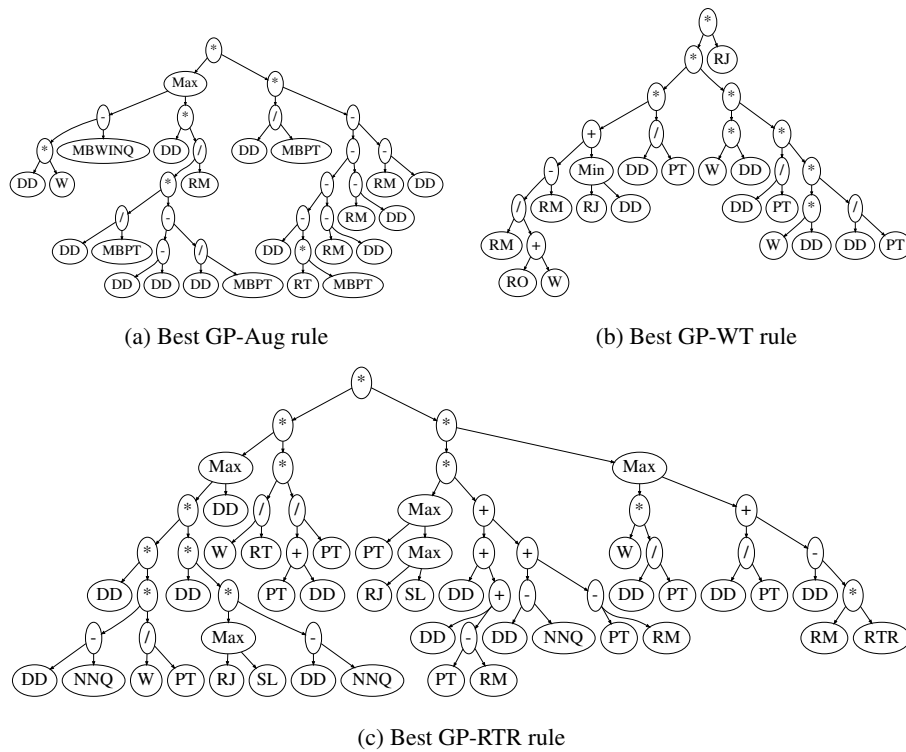 *
Max *
- * / -
* MBWINQ DD / DD MBPT - -
DD W * RM - - RM DD
/ - - - RM DD
DD MBPT - / DD * RM DD
DD DD DD MBPT RT MBPT
(a) Best GP-Aug rule
*
* RJ
* *
+ / * *
- Min DD PT W DD / *
/ RM RJ DD DD PT * /
RM + W DD DD PT
RO W
(b) Best GP-WT rule
*
* *
Max * * Max
* DD / / Max + * +
* * W RT + PT PT Max + + W / / -
DD * DD * PT DD RJ SL DD + - - DD PT DD PT DD *
- / Max - DD - DD NNQ PT RM RM RTR
DD NNQ W PT RJ SL DD NNQ PT RM
(c) Best GP-RTR rule